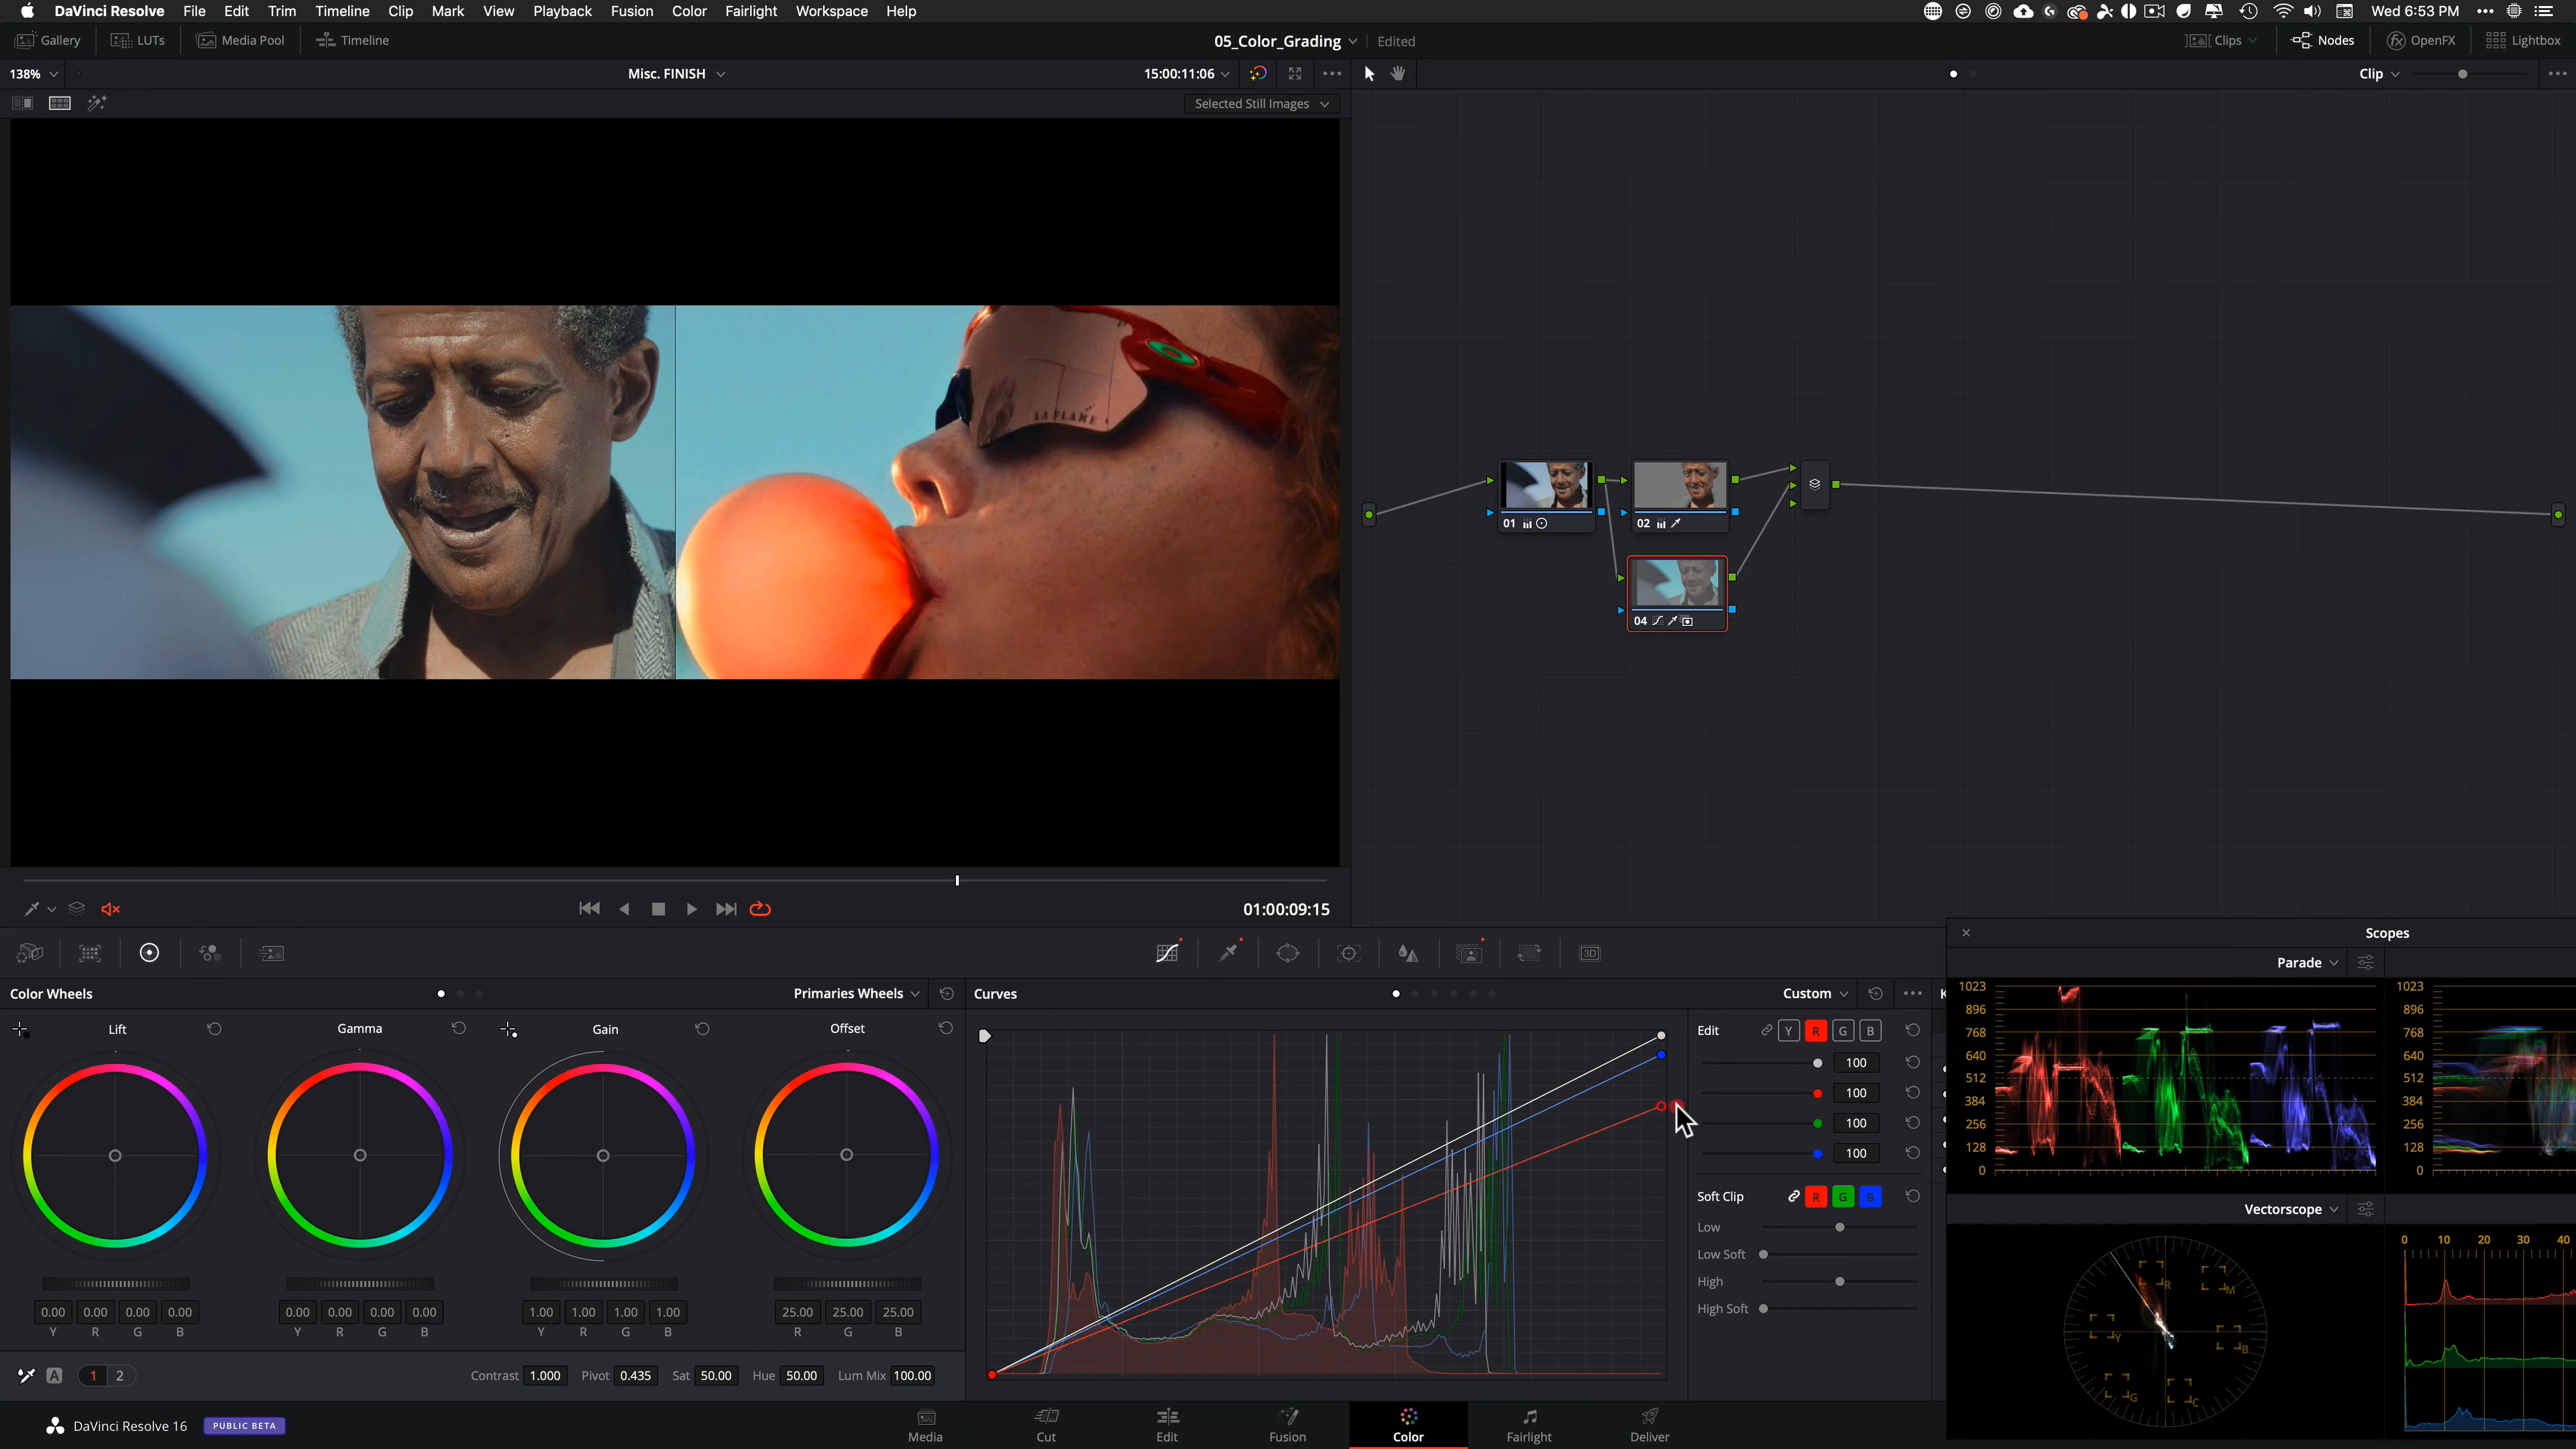 DaVinci Resolve File Edit Trim Timeline Clip Mark View Playback Fusion Color Fairlight Workspace Help
Wed 6:53 PM
Gallery LUTs Media Pool Timeline
05_Color_Grading Edited
Clips Nodes OpenFX Lightbox
138%
Misc. FINISH
15:00:11:06
Clip
Selected Still Images
LA FLAME
01
02
04
01:00:09:15
Scopes
Parade
Color Wheels
Primaries Wheels
Curves
Custom
Lift
Gamma
Gain
Offset
Edit Y R G B
100
100
100
100
Soft Clip R G B
Low
Low Soft
High
High Soft
1023
896
768
640
512
384
256
128
0
1023
896
768
640
512
384
256
128
0
Vectorscope
R
M
Y
B
G
C
0 10 20 30 40
0.00 0.00 0.00 0.00
Y R G B
0.00 0.00 0.00 0.00
Y R G B
1.00 1.00 1.00 1.00
Y R G B
25.00 25.00 25.00
R G B
A 1 2
Contrast 1.000 Pivot 0.435 Sat 50.00 Hue 50.00 Lum Mix 100.00
DaVinci Resolve 16 PUBLIC BETA
Media Cut Edit Fusion Color Fairlight Deliver
3D